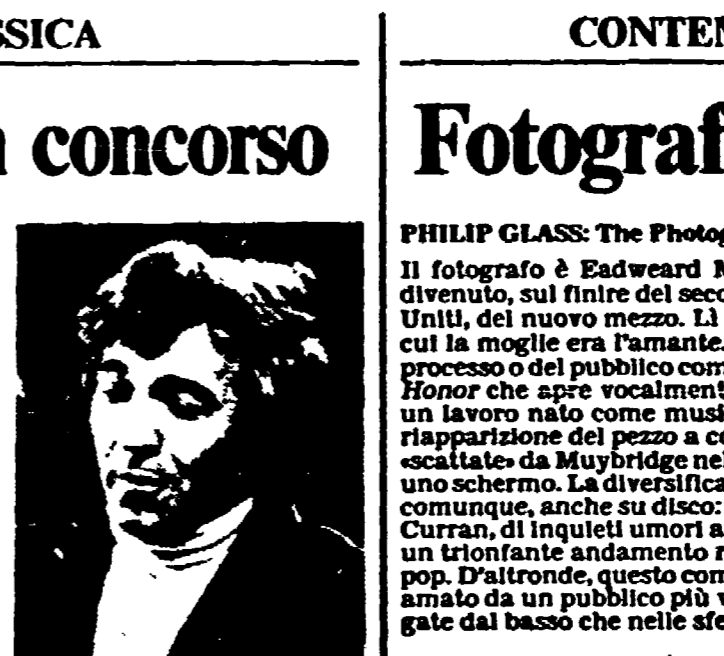 SSICA
concorso
CONTEN
Fotograf
PHILIP GLASS: The Photog
Il fotografo è Eadweard M
divenuto, sul finire del seco
Uniti, del nuovo mezzo. Lì
cui la moglie era l'amante.
processo o del pubblico com
Honor che apre vocalment
un lavoro nato come musi
riapparizione del pezzo a co
«scattate» da Muybridge nel
uno schermo. La diversifica
comunque, anche su disco:
Curran, di inquieti umori a
un trionfante andamento r
pop. D'altronde, questo com
amato da un pubblico più v
gate dal basso che nelle sfe